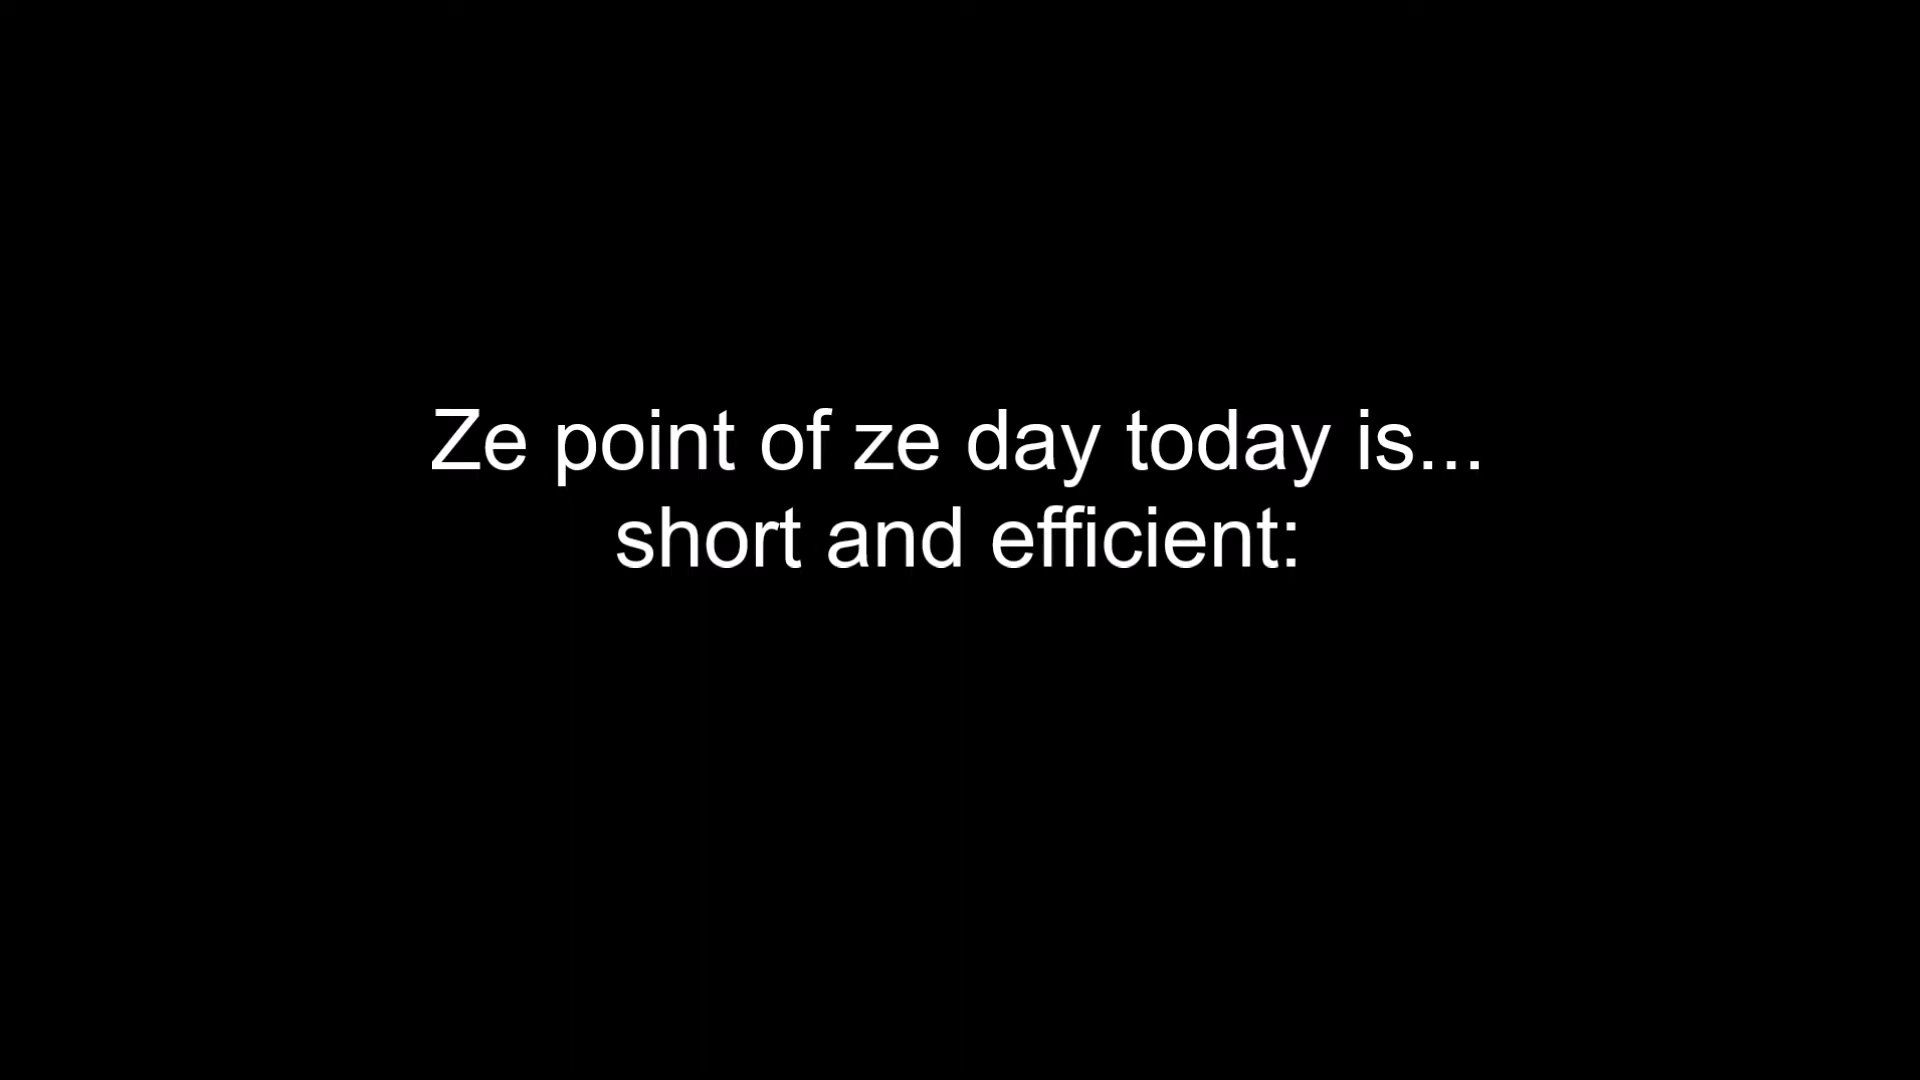 Ze point of ze day today is...
short and efficient: